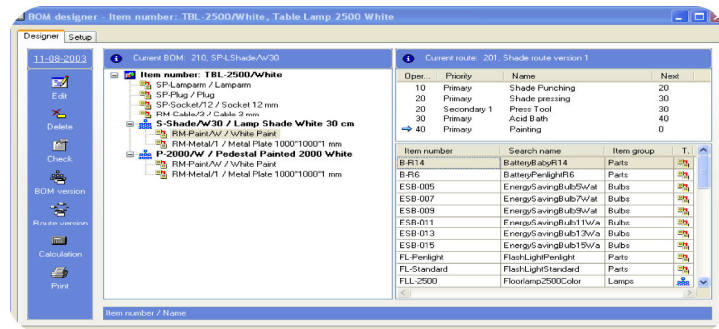 BOM designer - Item number: TBL-2500/White, Table Lamp 2500 White
Designer Setup
11-08-2003
Edit
Delete
Check
BOM version
Route version
Calculation
Print
Current BOM: 210, SP-LShade/W30
Item number: TBL-2500/White
SP-Lamparm / Lamparm
SP-Plug / Plug
SP-Socket/12 / Socket 12 mm
RM-Cable/3 / Cable 3 mm
S-Shade/W30 / Lamp Shade White 30 cm
RM-Paint/W / White Paint
RM-Metal/1 / Metal Plate 1000*1000*1 mm
P-2000/W / Pedestal Painted 2000 White
RM-Paint/W / White Paint
RM-Metal/1 / Metal Plate 1000*1000*1 mm
Current route: 201, Shade route version 1
Oper... Priority Name Next
10 Primary Shade Punching 20
20 Primary Shade pressing 30
20 Secondary 1 Press Tool 30
30 Primary Acid Bath 40
40 Primary Painting 0
Item number Search name Item group T.
B-R14 BatteryBabyR14 Parts
B-R6 BatteryPenlightR6 Parts
ESB-005 EnergySavingBulb5Wat Bulbs
ESB-007 EnergySavingBulb7Wat Bulbs
ESB-009 EnergySavingBulb9Wat Bulbs
ESB-011 EnergySavingBulb11Wa Bulbs
ESB-013 EnergySavingBulb13Wa Bulbs
ESB-015 EnergySavingBulb15Wa Bulbs
FL-Penlight FlashLightPenlight Parts
FL-Standard FlashLightStandard Parts
FLL-2500 Floorlamp2500Color Lamps
Item number / Name